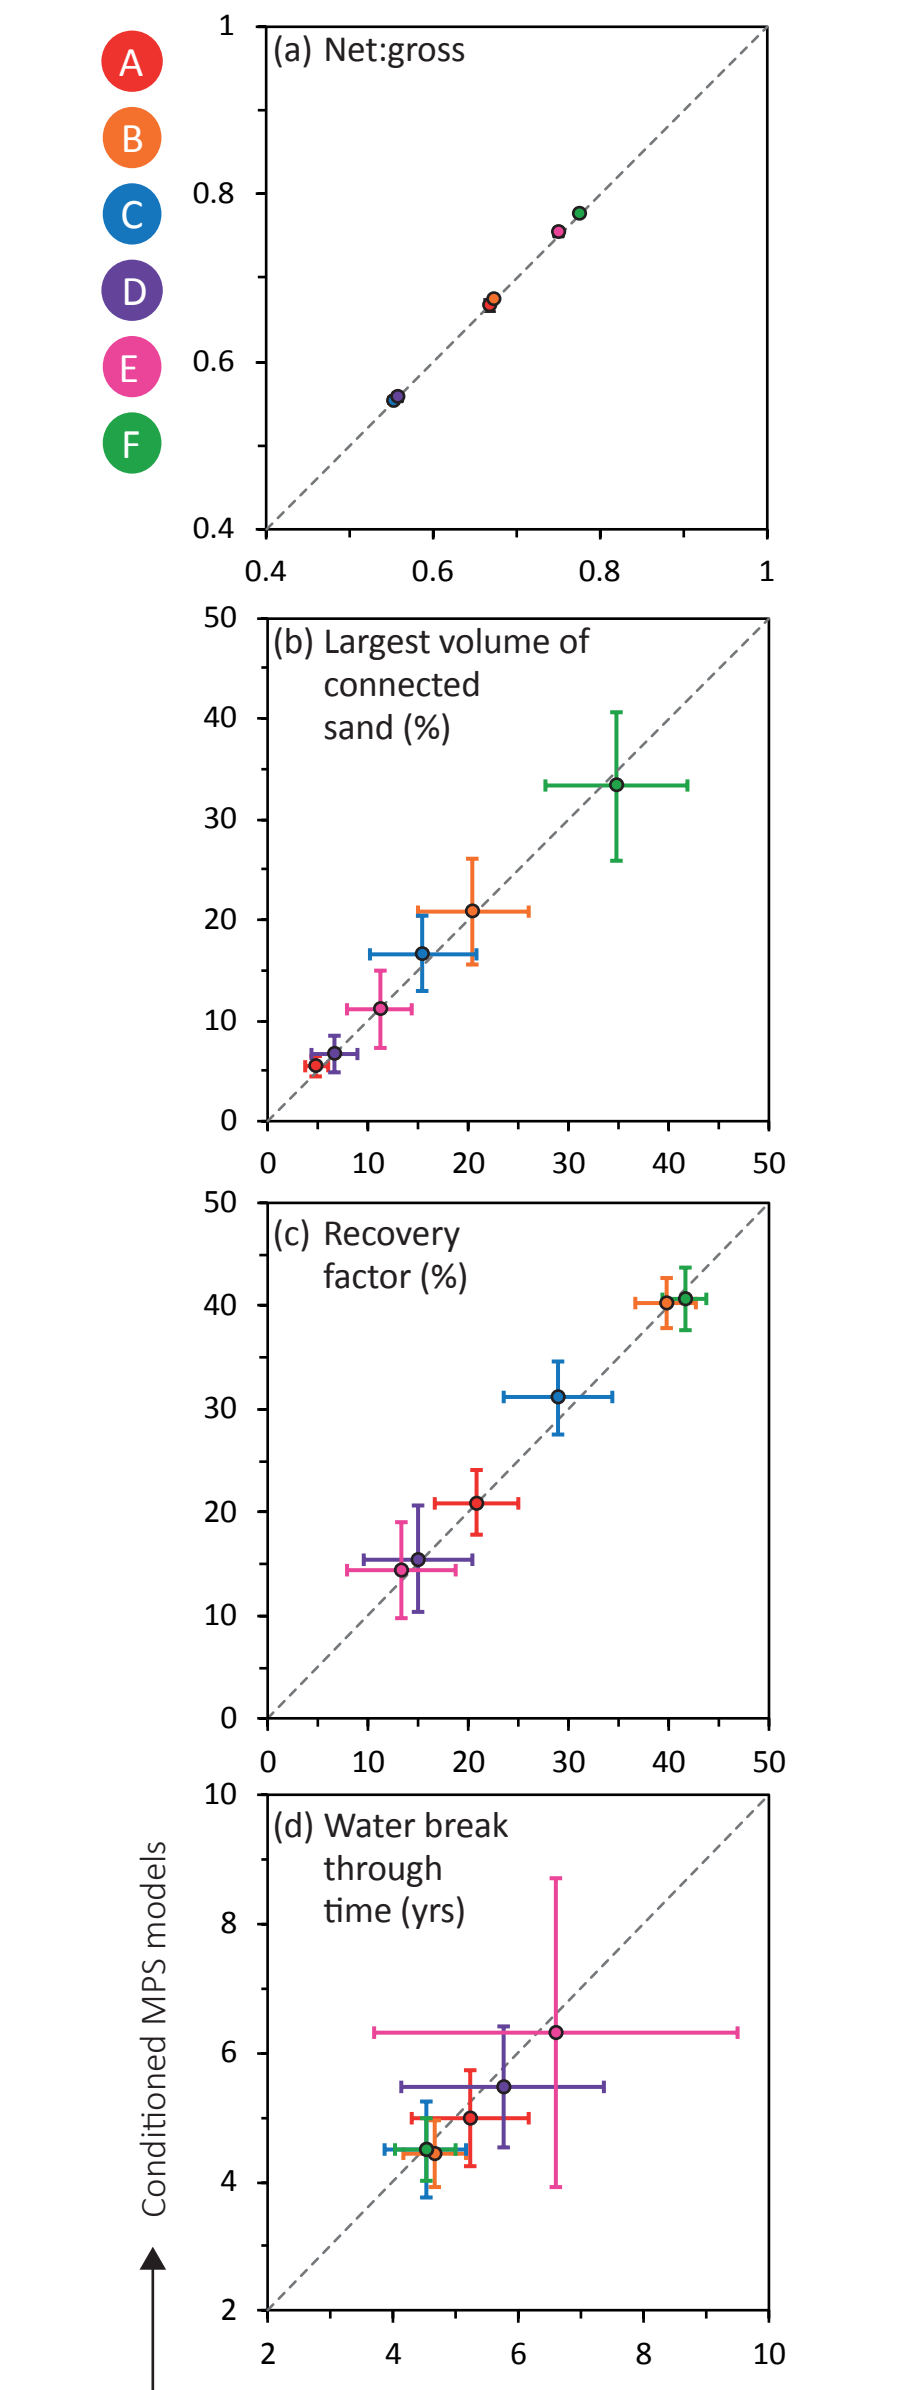 A
B
C
D
E
F
(a) Net:gross
1
0.8
0.6
0.4
0.4 0.6 0.8 1
(b) Largest volume of
connected
sand (%)
50
40
30
20
10
0
0 10 20 30 40 50
(c) Recovery
factor (%)
50
40
30
20
10
0
0 10 20 30 40 50
(d) Water break
through
time (yrs)
10
8
6
4
2
2 4 6 8 10
Conditioned MPS models